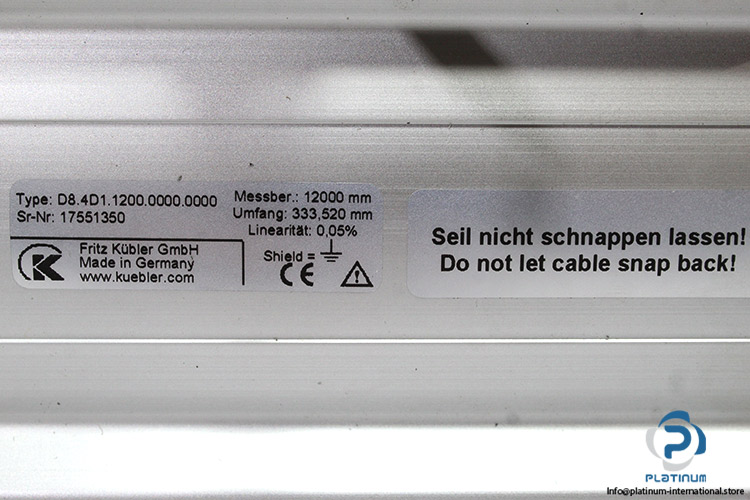 Type: D8.4D1.1200.0000.0000
Sr-Nr: 17551350
Messber.: 12000 mm
Umfang: 333,520 mm
Linearität: 0,05%
Shield =
CE
K
Fritz Kübler GmbH
Made in Germany
www.kuebler.com
Seil nicht schnappen lassen!
Do not let cable snap back!
PLATINUM
Info@platinum-international.store